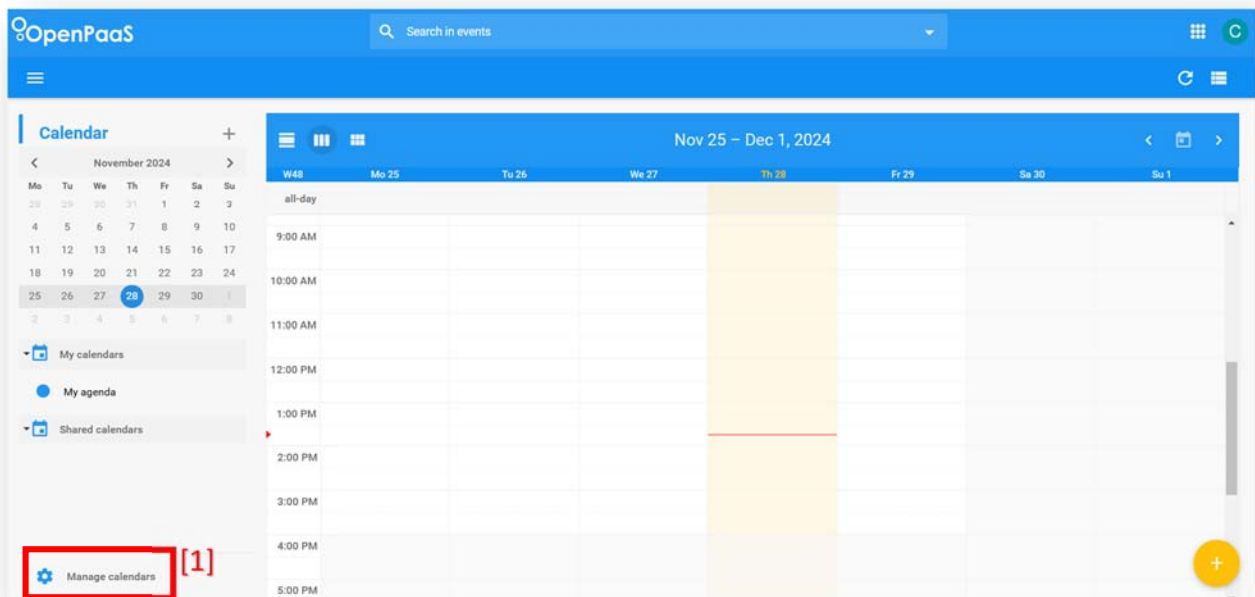 OpenPaaS
Search in events
C
Calendar
November 2024
Mo Tu We Th Fr Sa Su
28 29 30 31 1 2 3
4 5 6 7 8 9 10
11 12 13 14 15 16 17
18 19 20 21 22 23 24
25 26 27 28 29 30 1
2 3 4 5 6 7 8
My calendars
My agenda
Shared calendars
Manage calendars
[1]
Nov 25 – Dec 1, 2024
W48 Mo 25 Tu 26 We 27 Th 28 Fr 29 Sa 30 Su 1
all-day
9:00 AM
10:00 AM
11:00 AM
12:00 PM
1:00 PM
2:00 PM
3:00 PM
4:00 PM
5:00 PM